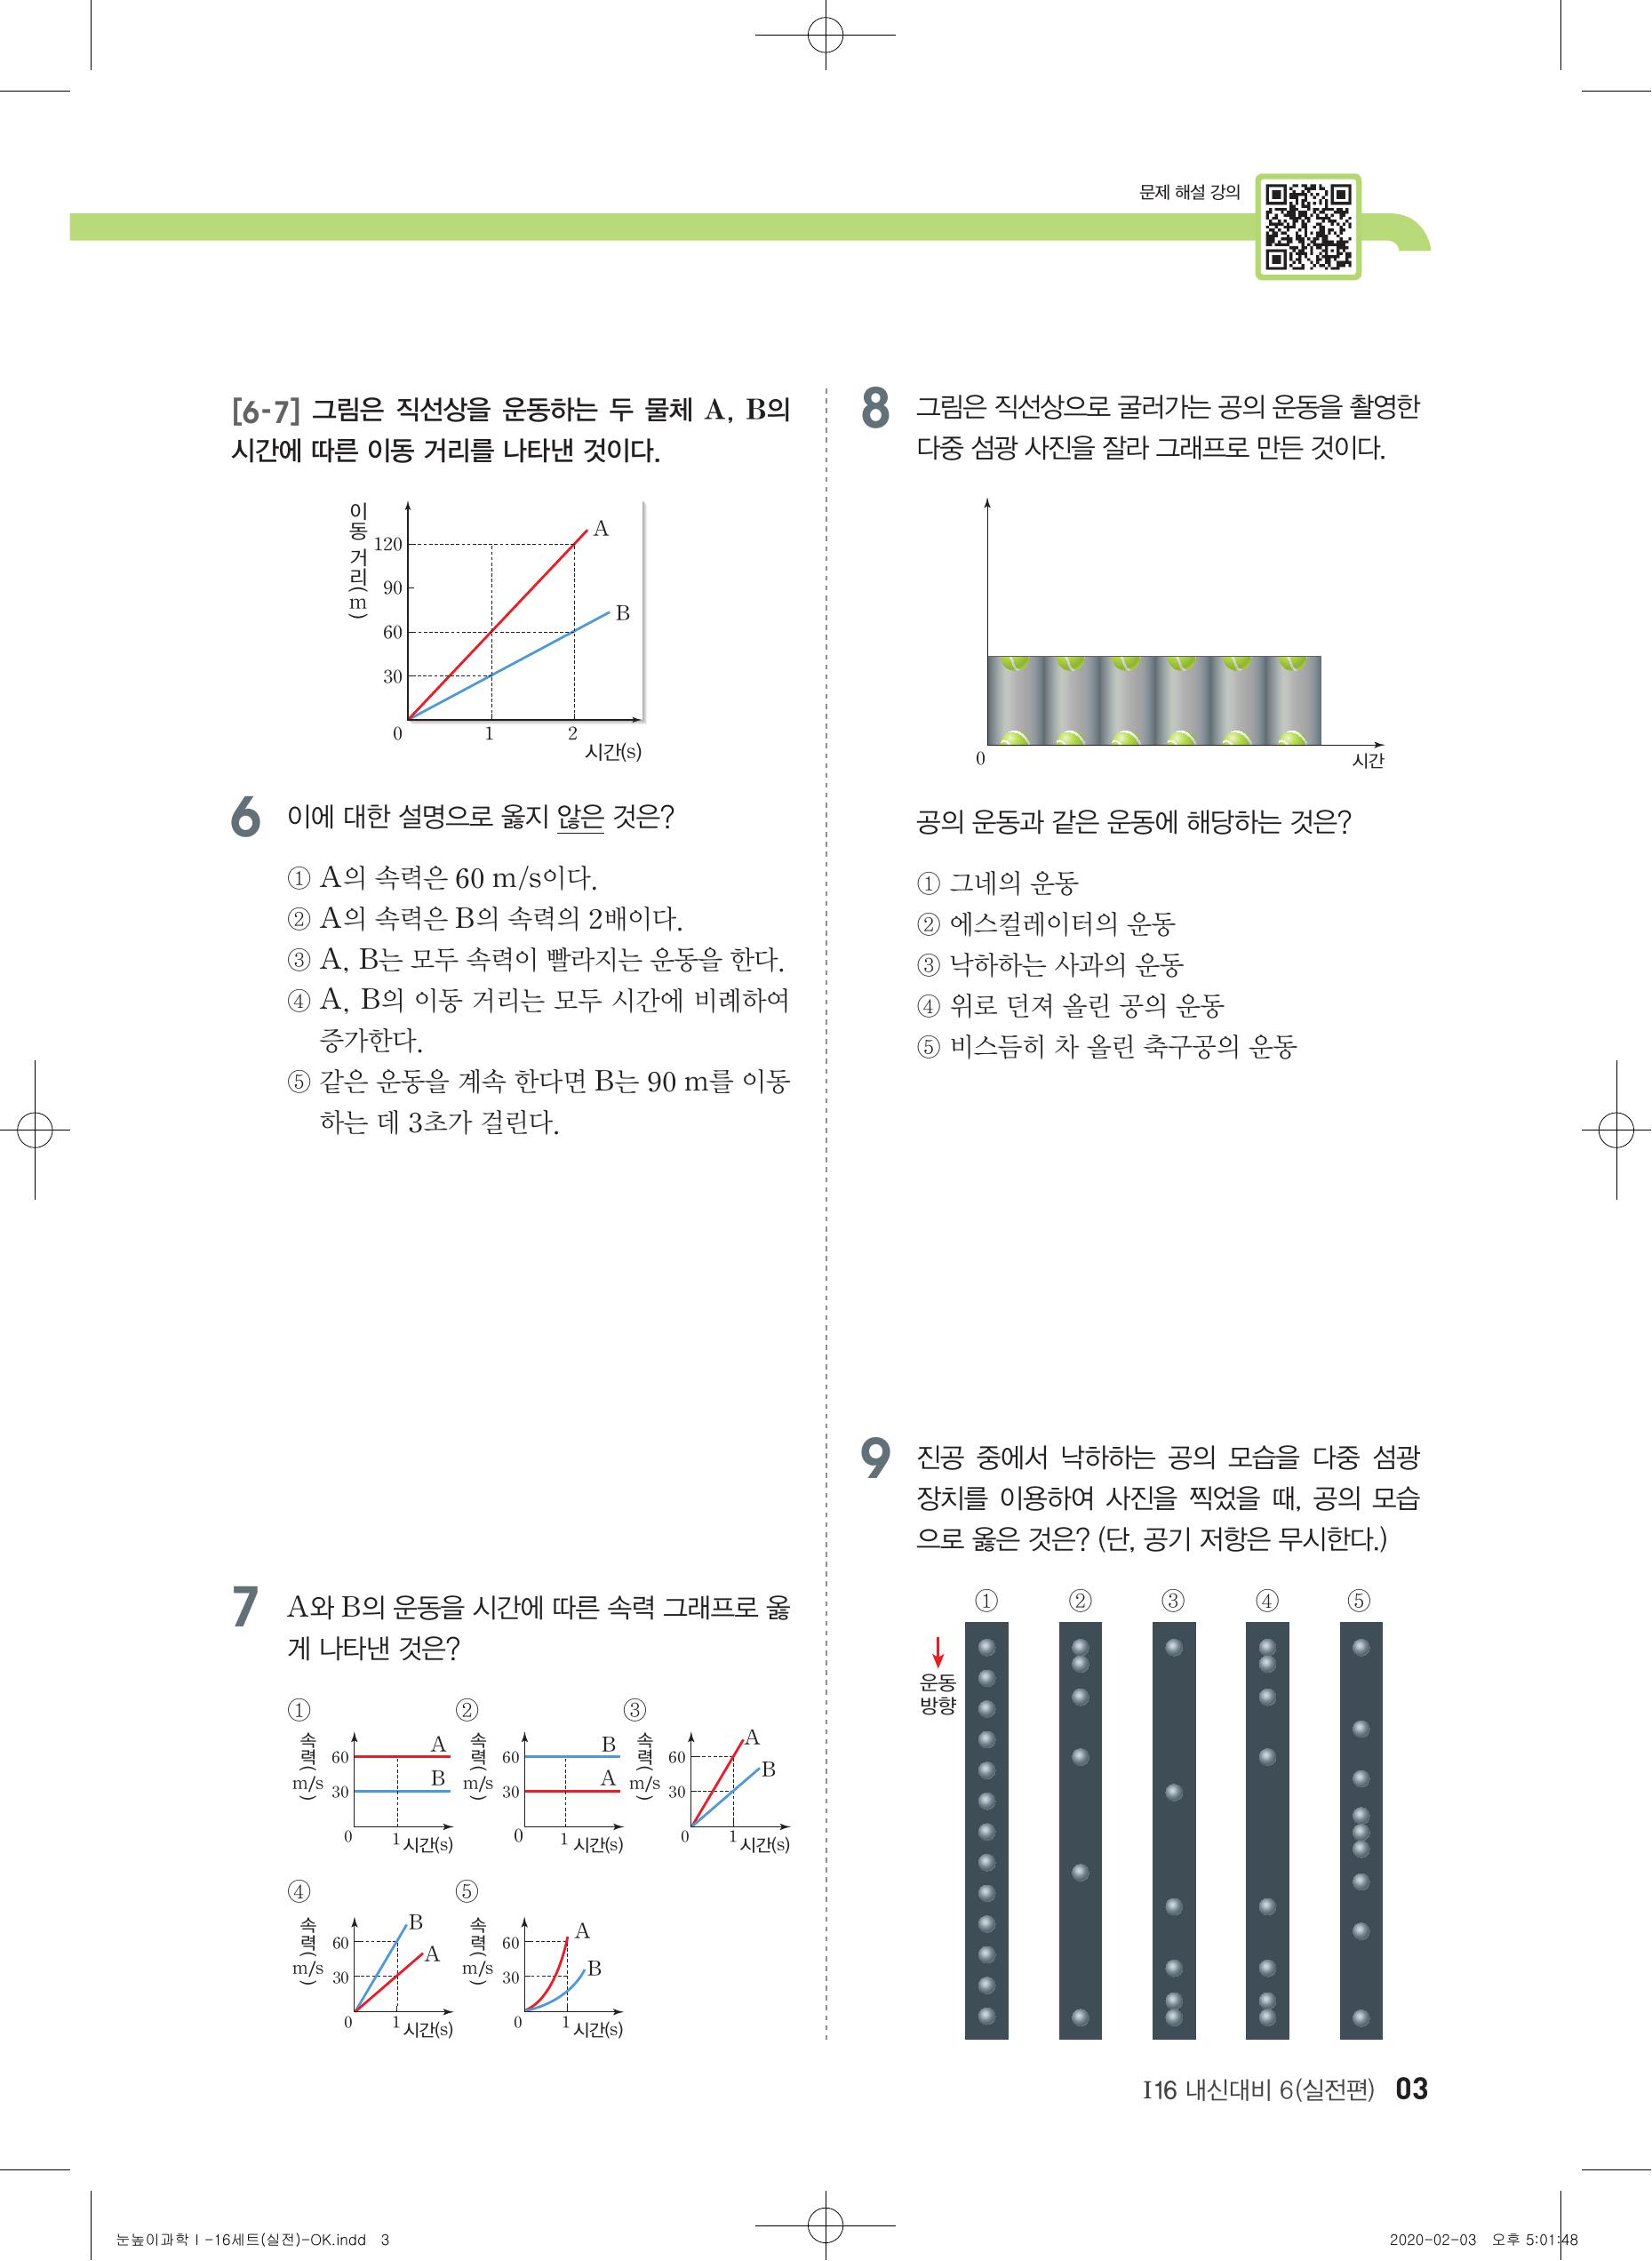 문제 해설 강의
[6-7] 그림은 직선상을 운동하는 두 물체 A, B의
시간에 따른 이동 거리를 나타낸 것이다.
이동 거리(m)
120
90
60
30
0
1
2
A
B
시간(s)
6 이에 대한 설명으로 옳지 않은 것은?
① A의 속력은 60 m/s이다.
② A의 속력은 B의 속력의 2배이다.
③ A, B는 모두 속력이 빨라지는 운동을 한다.
④ A, B의 이동 거리는 모두 시간에 비례하여
증가한다.
⑤ 같은 운동을 계속 한다면 B는 90 m를 이동
하는 데 3초가 걸린다.
7 A와 B의 운동을 시간에 따른 속력 그래프로 옳
게 나타낸 것은?
①
속력(m/s)
60
30
0
1
시간(s)
A
B
②
속력(m/s)
60
30
0
1
시간(s)
B
A
③
속력(m/s)
60
30
0
1
시간(s)
A
B
④
속력(m/s)
60
30
0
1
시간(s)
B
A
⑤
속력(m/s)
60
30
0
1
시간(s)
A
B
8 그림은 직선상으로 굴러가는 공의 운동을 촬영한
다중 섬광 사진을 잘라 그래프로 만든 것이다.
0
시간
공의 운동과 같은 운동에 해당하는 것은?
① 그네의 운동
② 에스컬레이터의 운동
③ 낙하하는 사과의 운동
④ 위로 던져 올린 공의 운동
⑤ 비스듬히 차 올린 축구공의 운동
9 진공 중에서 낙하하는 공의 모습을 다중 섬광
장치를 이용하여 사진을 찍었을 때, 공의 모습
으로 옳은 것은? (단, 공기 저항은 무시한다.)
① ② ③ ④ ⑤
운동
방향
I16 내신대비 6(실전편) 03
눈높이과학Ⅰ-16세트(실전)-OK.indd 3
2020-02-03 오후 5:01:48